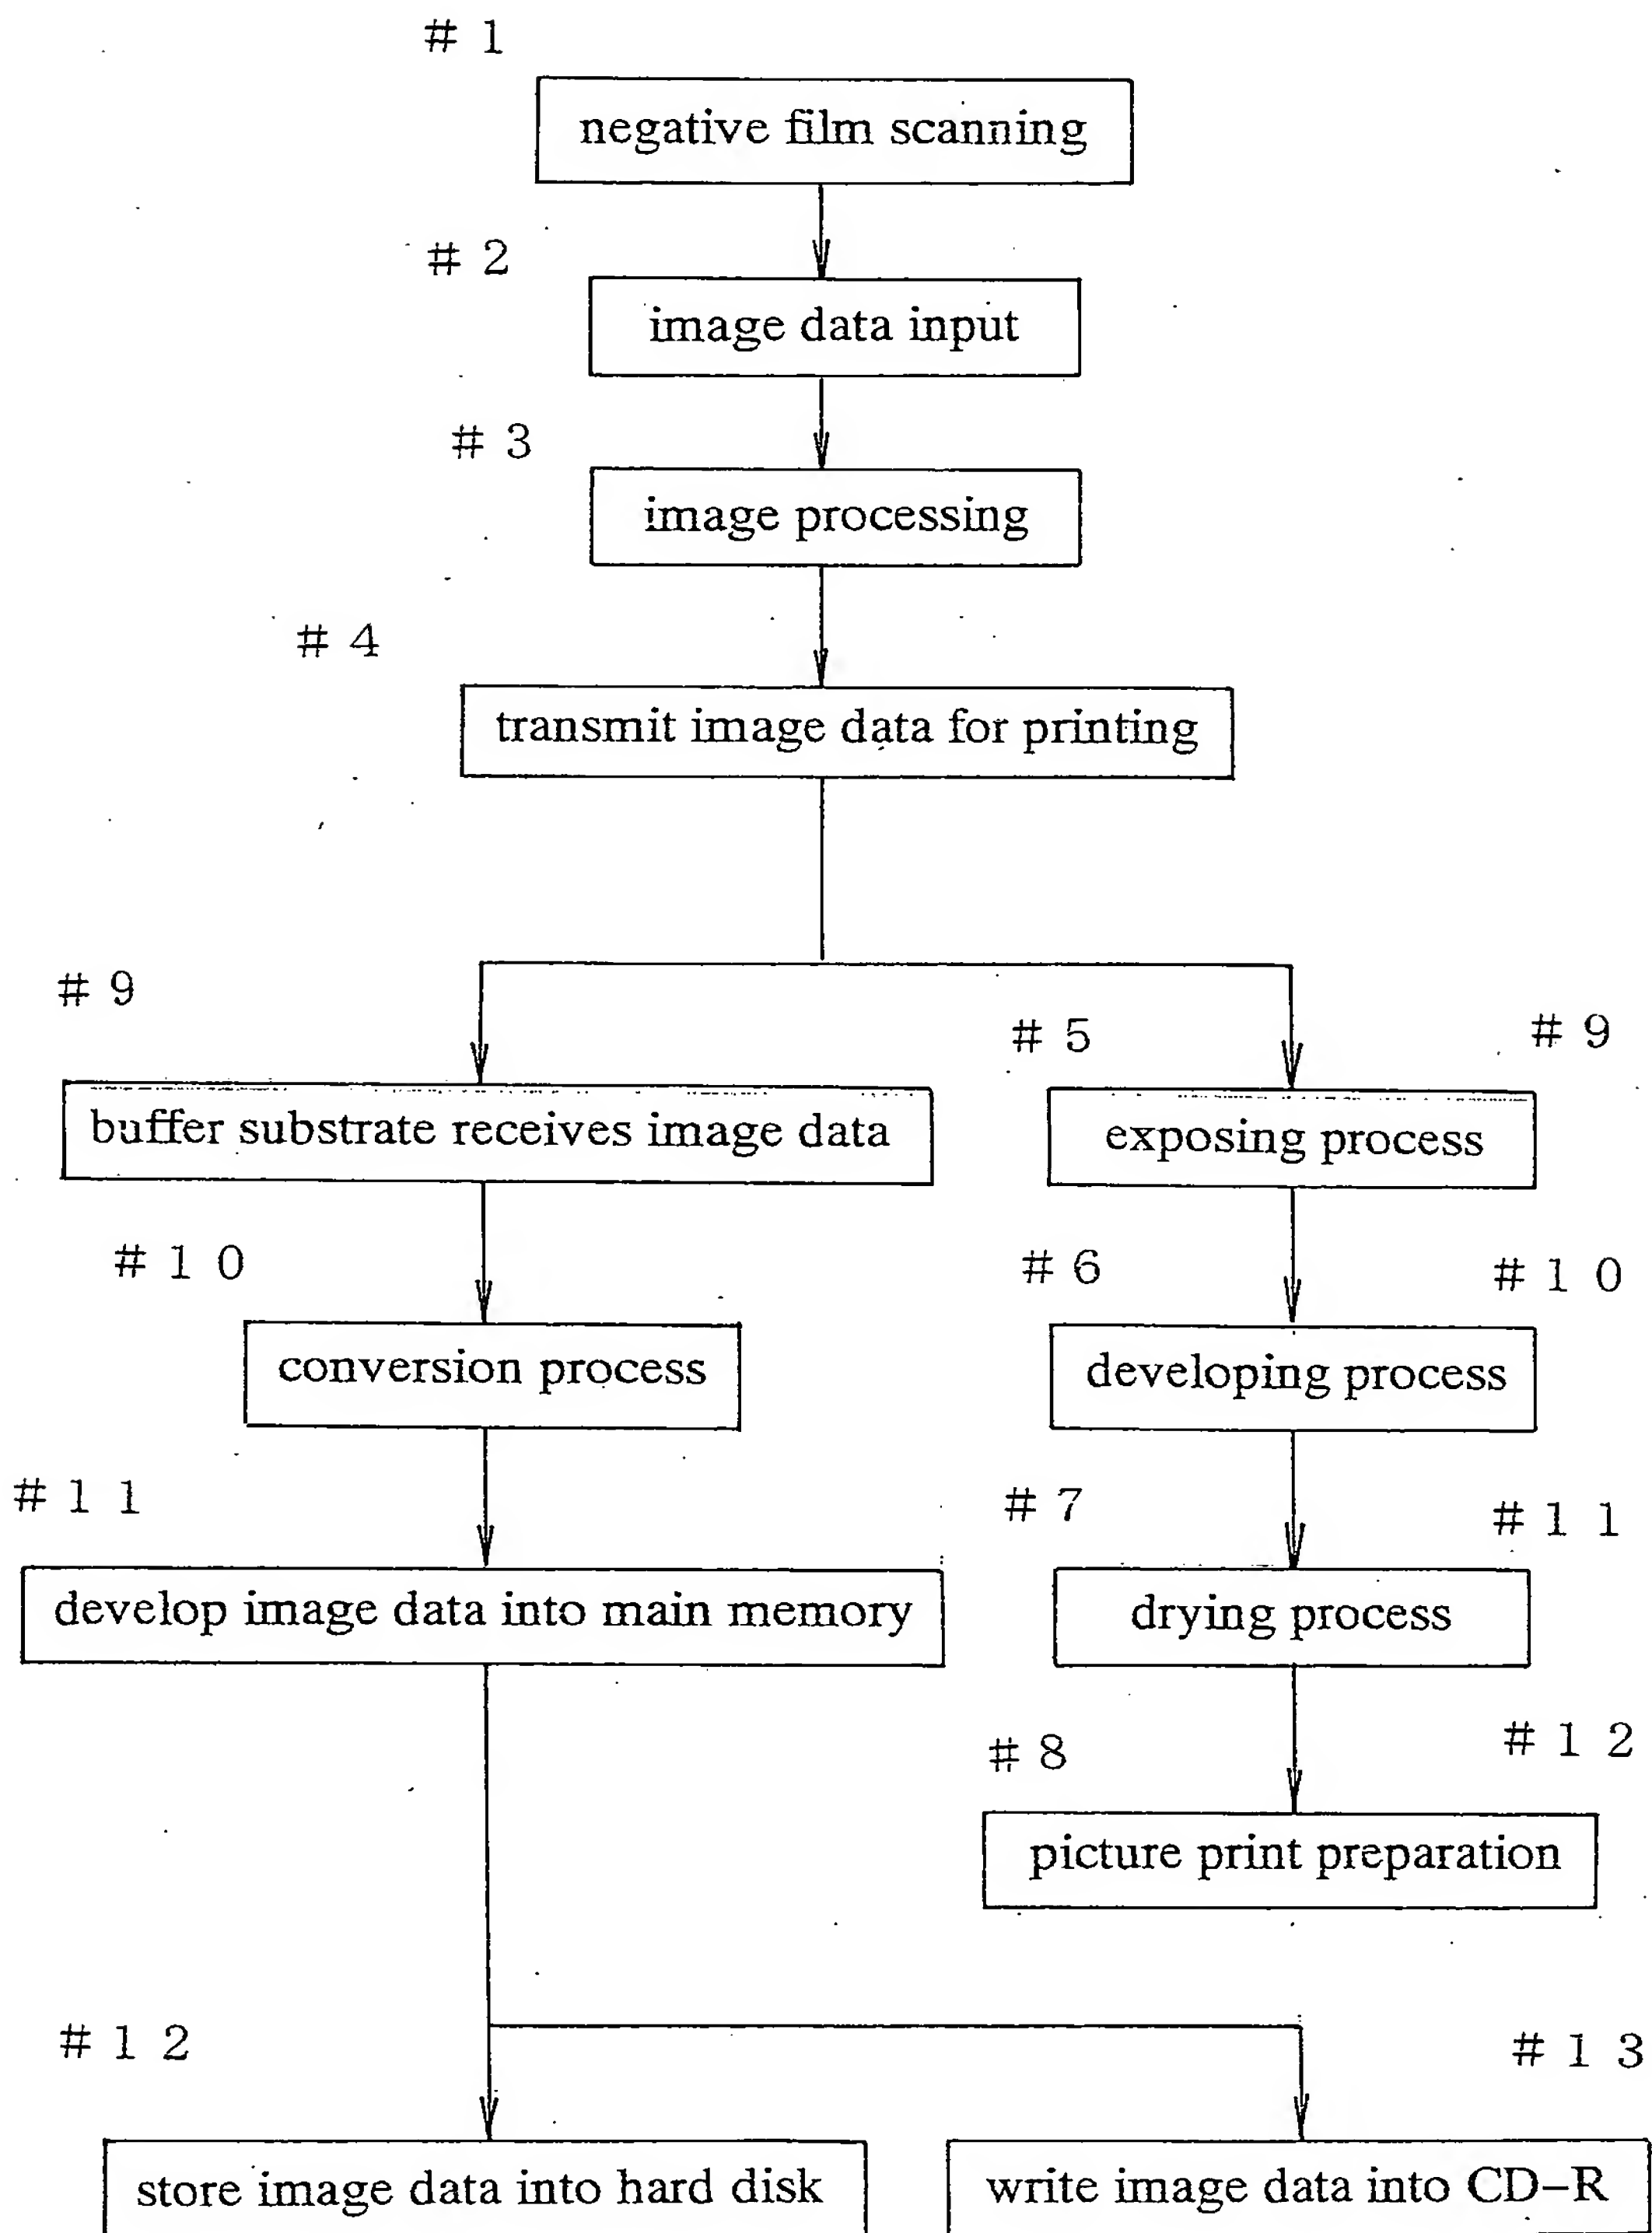 # 1
negative film scanning
# 2
image data input
# 3
image processing
# 4
transmit image data for printing
# 9
# 5
# 9
buffer substrate receives image data
exposing process
# 1 0
# 6
# 1 0
conversion process
developing process
# 1 1
# 7
# 1 1
develop image data into main memory
drying process
# 8
# 1 2
picture print preparation
# 1 2
# 1 3
store image data into hard disk
write image data into CD-R